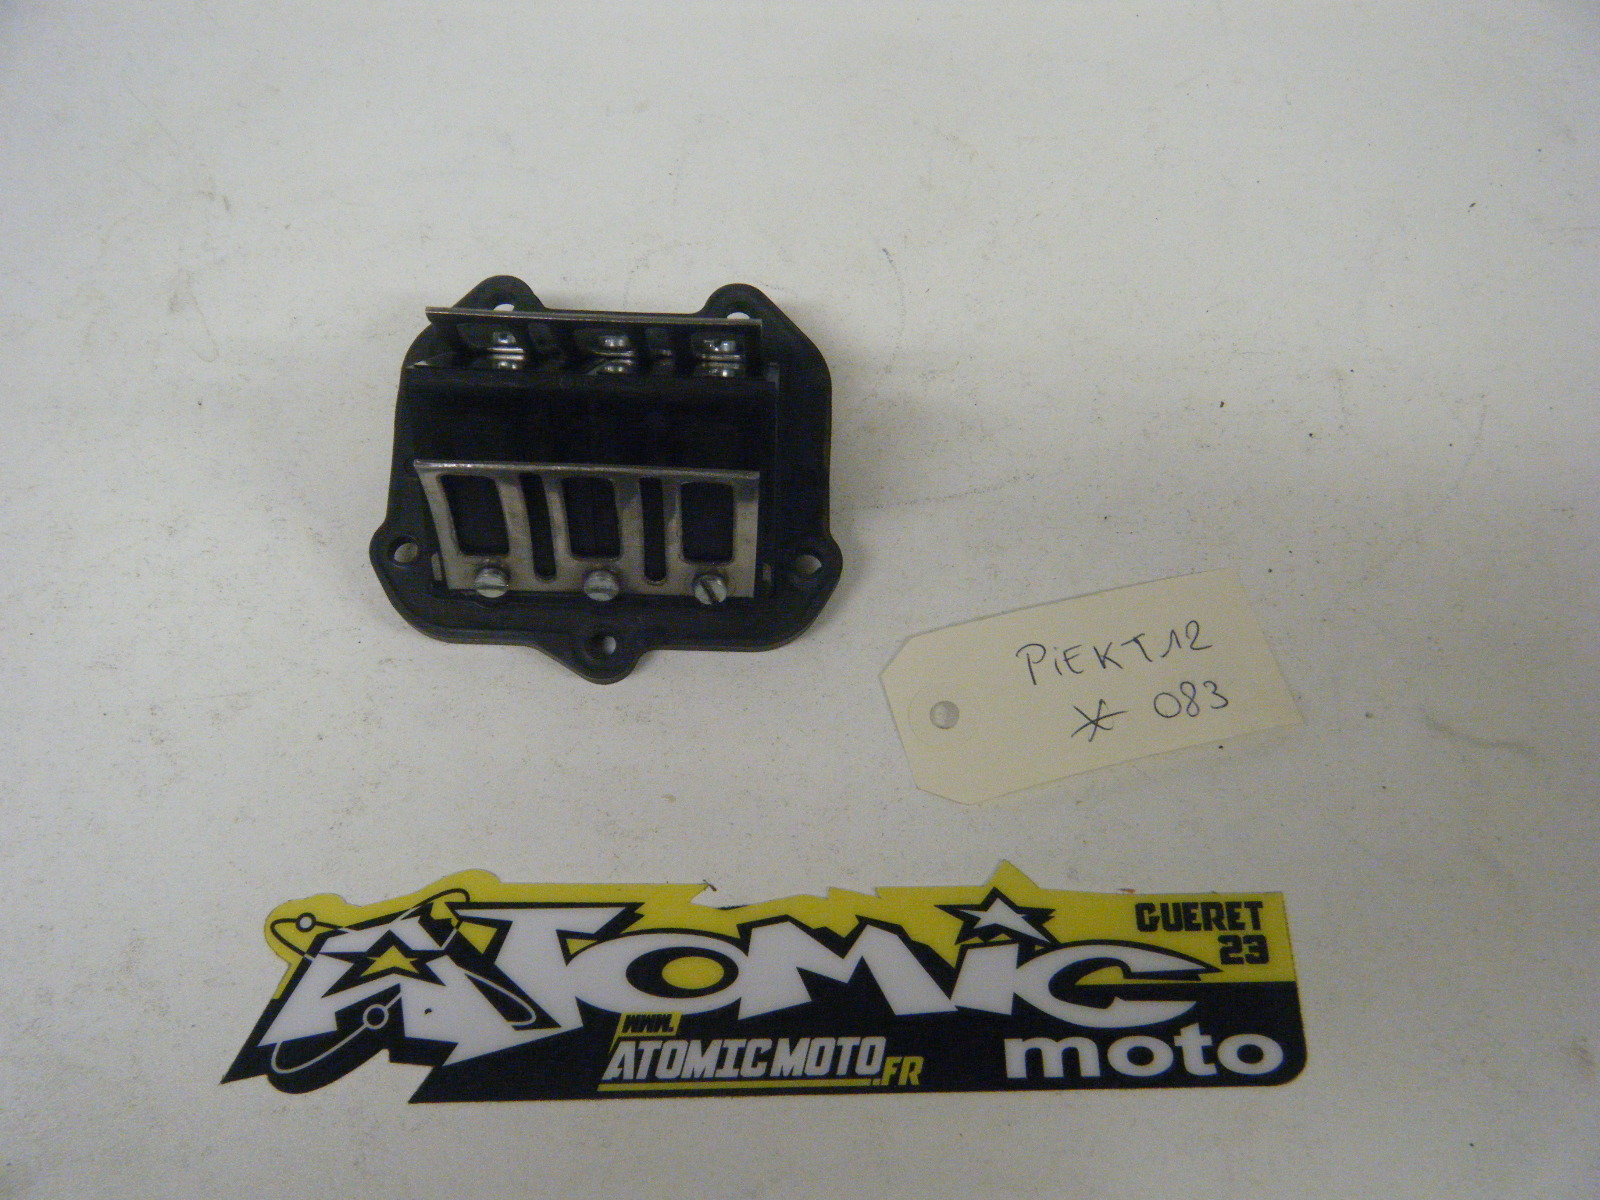 PiEKT12
* 083
ATOMIC
GUERET
23
WWW.
ATOMICMOTO.FR
moto